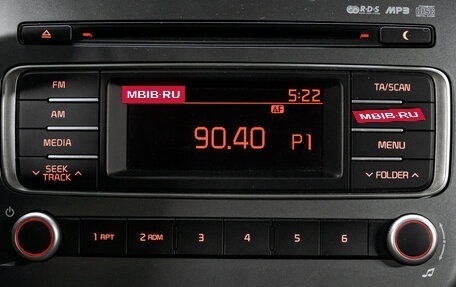 R·D·S MP3
FM
MBIB.RU
5:22
TA/SCAN
AM
AF
MBIB.RU
MEDIA
90.40 P1
MENU
SEEK
TRACK
FOLDER
1 RPT
2 RDM
3
4
5
6